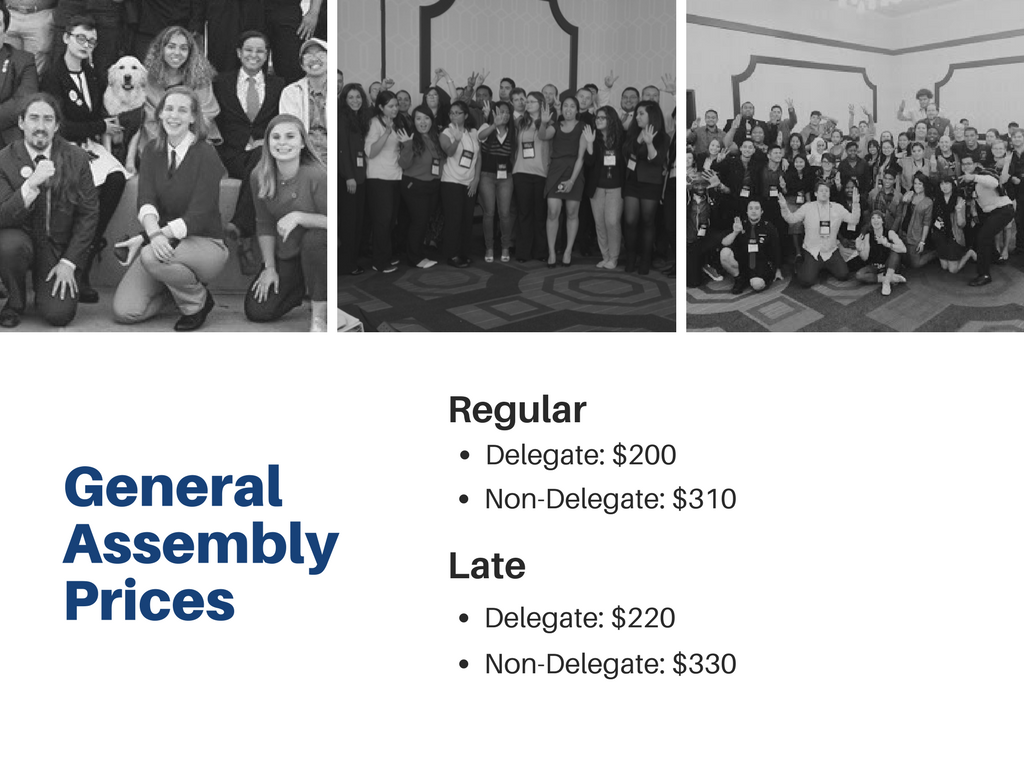 General
Assembly
Prices
Regular
• Delegate: $200
• Non-Delegate: $310
Late
• Delegate: $220
• Non-Delegate: $330